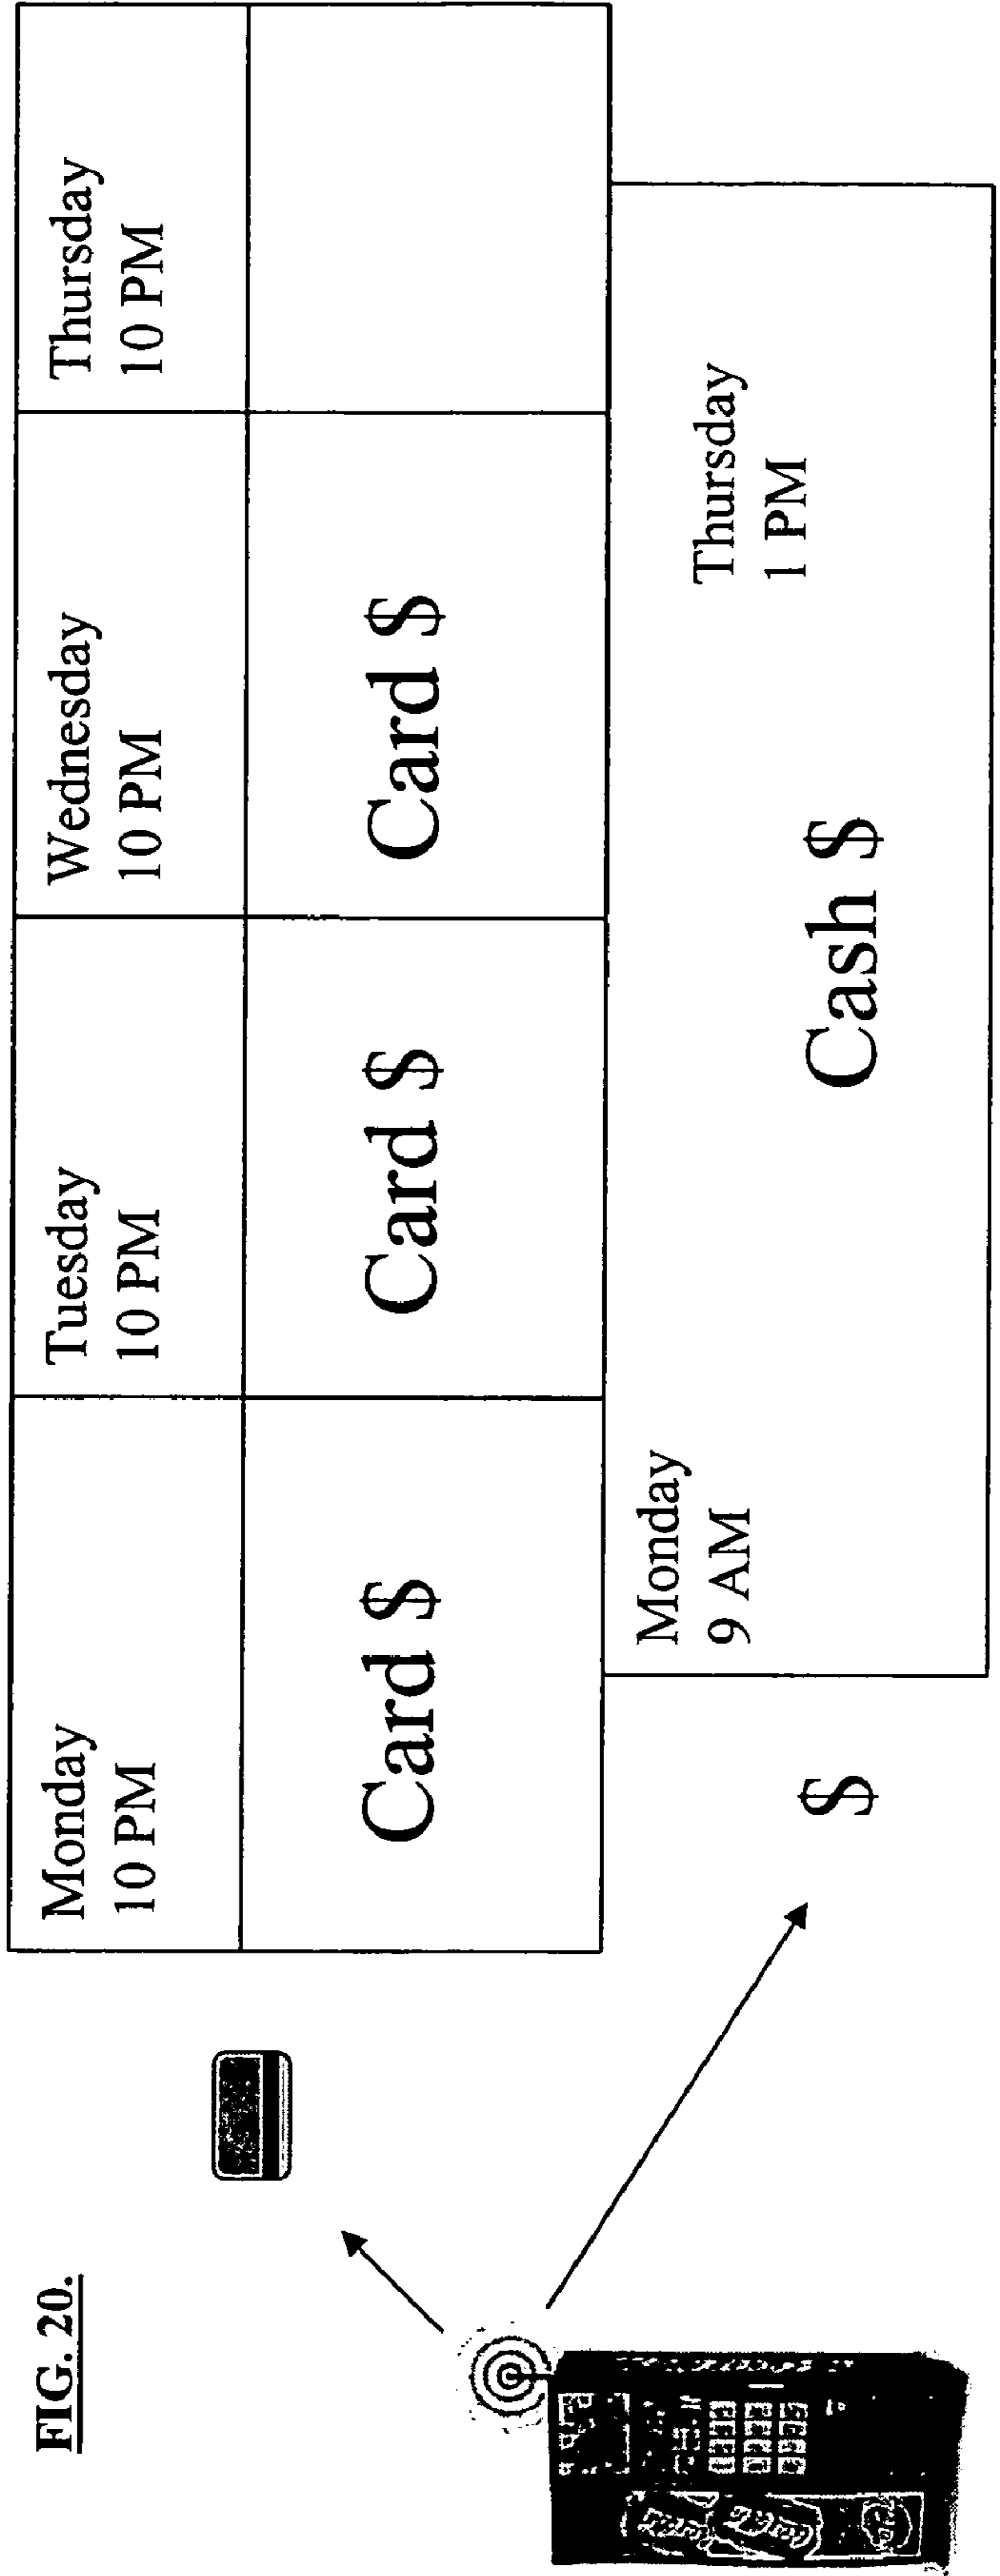 FIG. 20.
Monday
10 PM
Tuesday
10 PM
Wednesday
10 PM
Thursday
10 PM
Card $
Card $
Card $
Monday
9 AM
Thursday
1 PM
$
Cash $